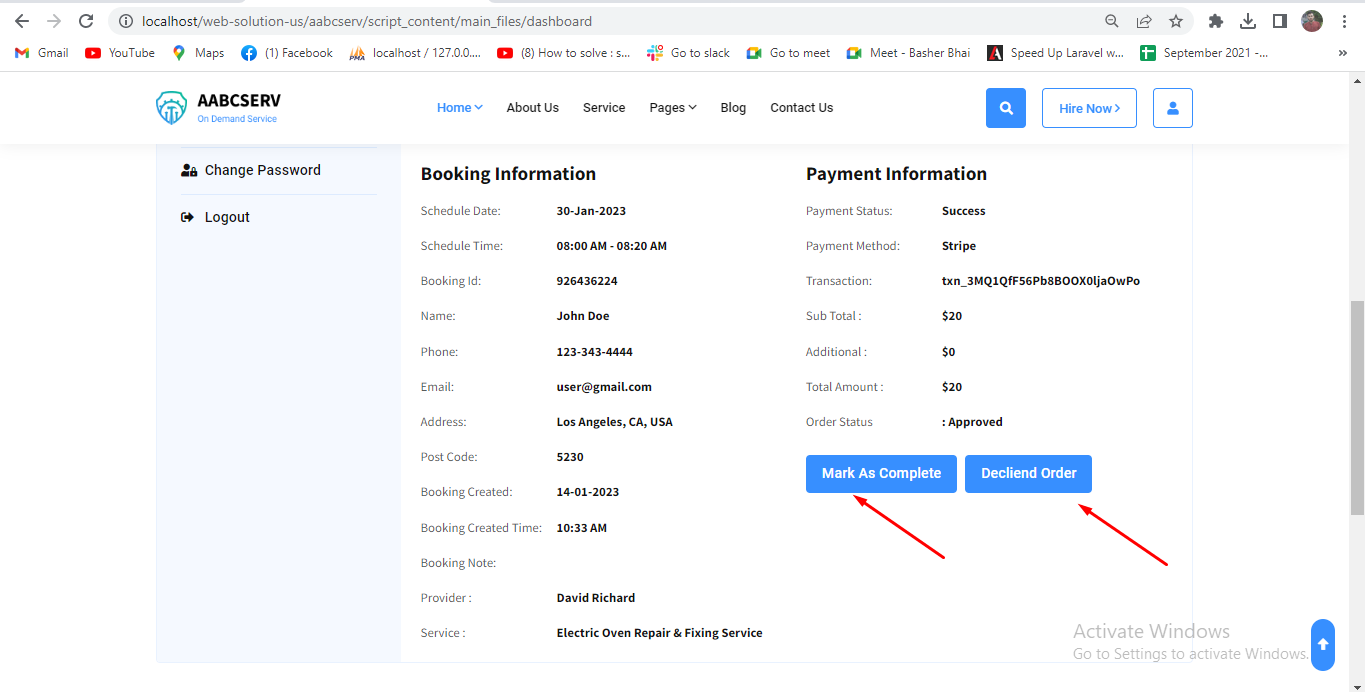 localhost/web-solution-us/aabcserv/script_content/main_files/dashboard
Gmail YouTube Maps (1) Facebook localhost / 127.0.0.... (8) How to solve : s... Go to slack Go to meet Meet - Basher Bhai Speed Up Laravel w... September 2021 -... »
AABCSERV
On Demand Service
Home About Us Service Pages Blog Contact Us Hire Now
Change Password
Logout
Booking Information
Schedule Date: 30-Jan-2023
Schedule Time: 08:00 AM - 08:20 AM
Booking Id: 926436224
Name: John Doe
Phone: 123-343-4444
Email: user@gmail.com
Address: Los Angeles, CA, USA
Post Code: 5230
Booking Created: 14-01-2023
Booking Created Time: 10:33 AM
Booking Note:
Provider : David Richard
Service : Electric Oven Repair & Fixing Service
Payment Information
Payment Status: Success
Payment Method: Stripe
Transaction: txn_3MQ1QfF56Pb8BOOX0ljaOwPo
Sub Total : $20
Additional : $0
Total Amount : $20
Order Status : Approved
Mark As Complete Decliend Order
Activate Windows
Go to Settings to activate Windows.